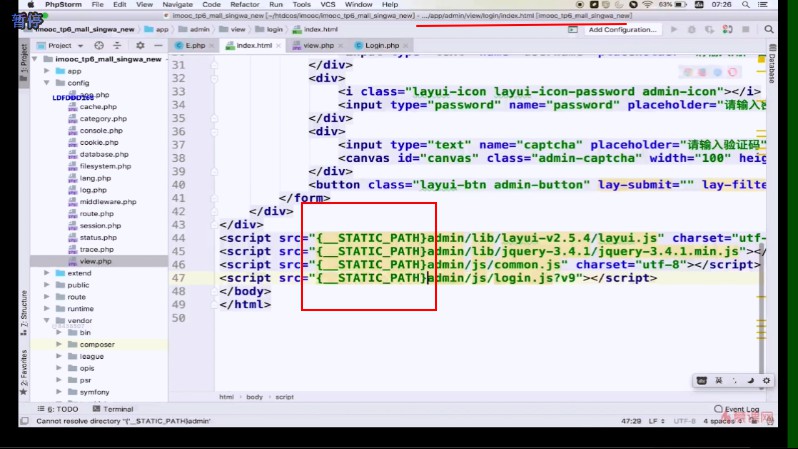 暂停
PhpStorm File Edit View Navigate Code Refactor Run Tools VCS Window Help 63% 07:26
imooc_tp6_mall_singwa_new [~/htdocs/imooc/imooc_tp6_mall_singwa_new] - .../app/admin/view/login/index.html [imooc_tp6_mall_singwa_new]
imooc_tp6_mall_singwa_new app admin view login index.html Add Configuration...
Project E.php index.html view.php Login.php
1: Project
Database
imooc_tp6_mall_singwa_new
app
config
app.php
cache.php
category.php
console.php
cookie.php
database.php
filesystem.php
lang.php
log.php
middleware.php
route.php
session.php
status.php
trace.php
view.php
extend
public
route
runtime
vendor
bin
composer
league
opis
psr
symfony
7: Structure
2: Favorites
31 </div>
32 <div>
33 <i class="layui-icon layui-icon-password admin-icon"></i>
34 <input type="password" name="password" placeholder="请输入
35 </div>
36 <div>
37 <input type="text" name="captcha" placeholder="请输入验证码"
38 <canvas id="canvas" class="admin-captcha" width="100" heig
39 </div>
40 <button class="layui-btn admin-button" lay-submit="" lay-filte
41 </form>
42 </div>
43 </div>
44 <script src="{__STATIC_PATH}admin/lib/layui-v2.5.4/layui.js" charset="utf-
45 <script src="{__STATIC_PATH}admin/lib/jquery-3.4.1/jquery-3.4.1.min.js"></
46 <script src="{__STATIC_PATH}admin/js/common.js" charset="utf-8"></script>
47 <script src="{__STATIC_PATH}admin/js/Login.js?v9"></script>
48 </body>
49 </html>
50
html body script
6: TODO Terminal Event Log
Cannot resolve directory '{__STATIC_PATH}admin' 47:29 LF UTF-8 4 spaces
慕课网